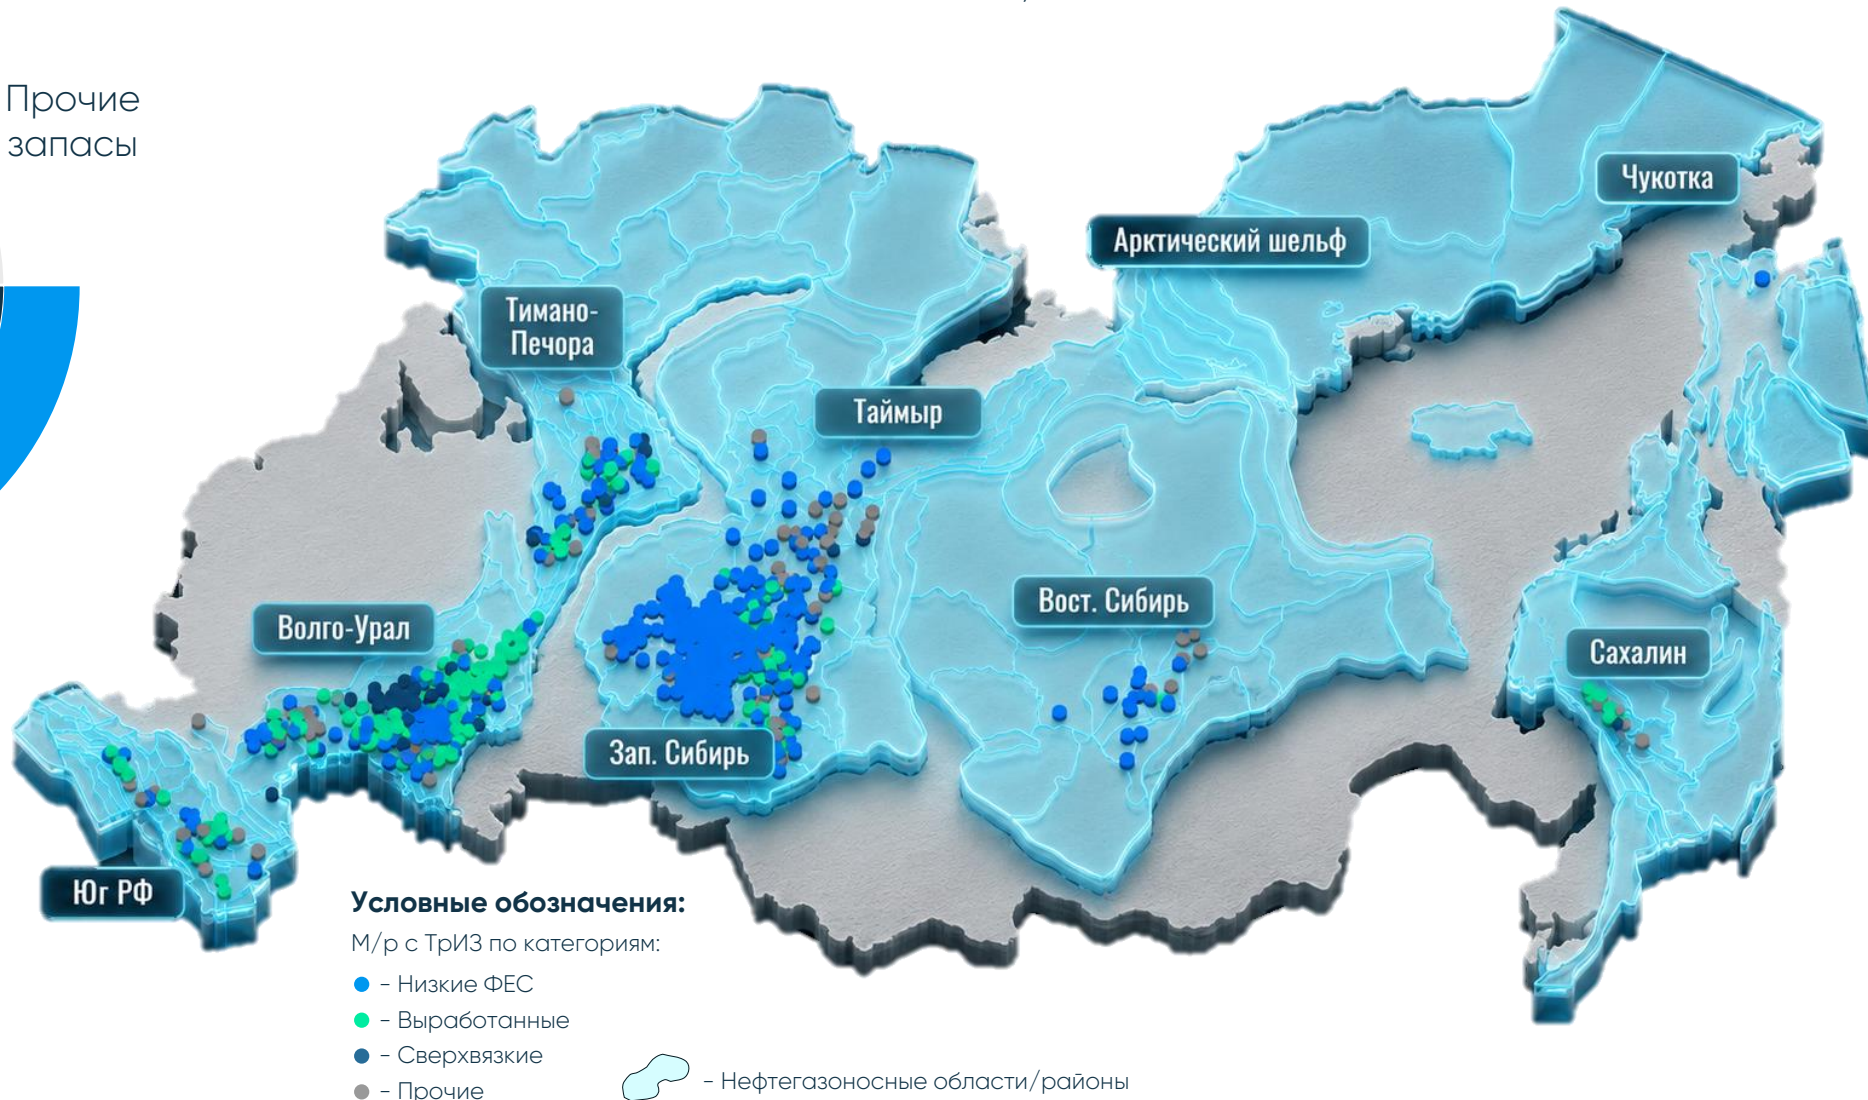 Прочие
запасы
Чукотка
Арктический шельф
Тимано-
Печора
Таймыр
Вост. Сибирь
Волго-Урал
Сахалин
Зап. Сибирь
Юг РФ
Условные обозначения:
М/р с ТрИЗ по категориям:
- Низкие ФЕС
- Выработанные
- Сверхвязкие
- Прочие
- Нефтегазоносные области/районы